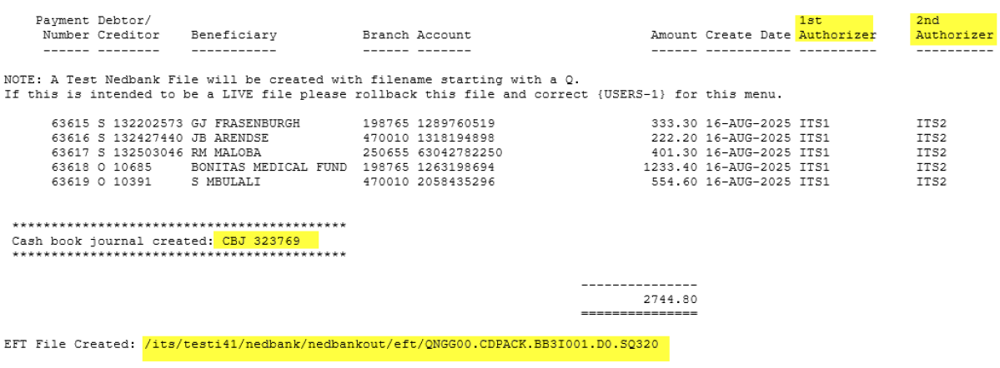 Payment Debtor/ 1st 2nd
Number Creditor Beneficiary Branch Account Amount Create Date Authorizer Authorizer
------ -------- ----------- ------ ------- ------ ----------- ---------- ----------
NOTE: A Test Nedbank File will be created with filename starting with a Q.
If this is intended to be a LIVE file please rollback this file and correct {USERS-1} for this menu.
63615 S 132202573 GJ FRASENBURGH 198765 1289760519 333.30 16-AUG-2025 ITS1 ITS2
63616 S 132427440 JB ARENDSE 470010 1318194898 222.20 16-AUG-2025 ITS1 ITS2
63617 S 132503046 RM MALOBA 250655 63042782250 401.30 16-AUG-2025 ITS1 ITS2
63618 O 10685 BONITAS MEDICAL FUND 198765 1263198694 1233.40 16-AUG-2025 ITS1 ITS2
63619 O 10391 S MBULALI 470010 2058435296 554.60 16-AUG-2025 ITS1 ITS2
*******************************************
Cash book journal created: CBJ 323769
*******************************************
---------------
2744.80
===============
EFT File Created: /its/testi41/nedbank/nedbankout/eft/QNGG00.CDPACK.BB3I001.D0.SQ320